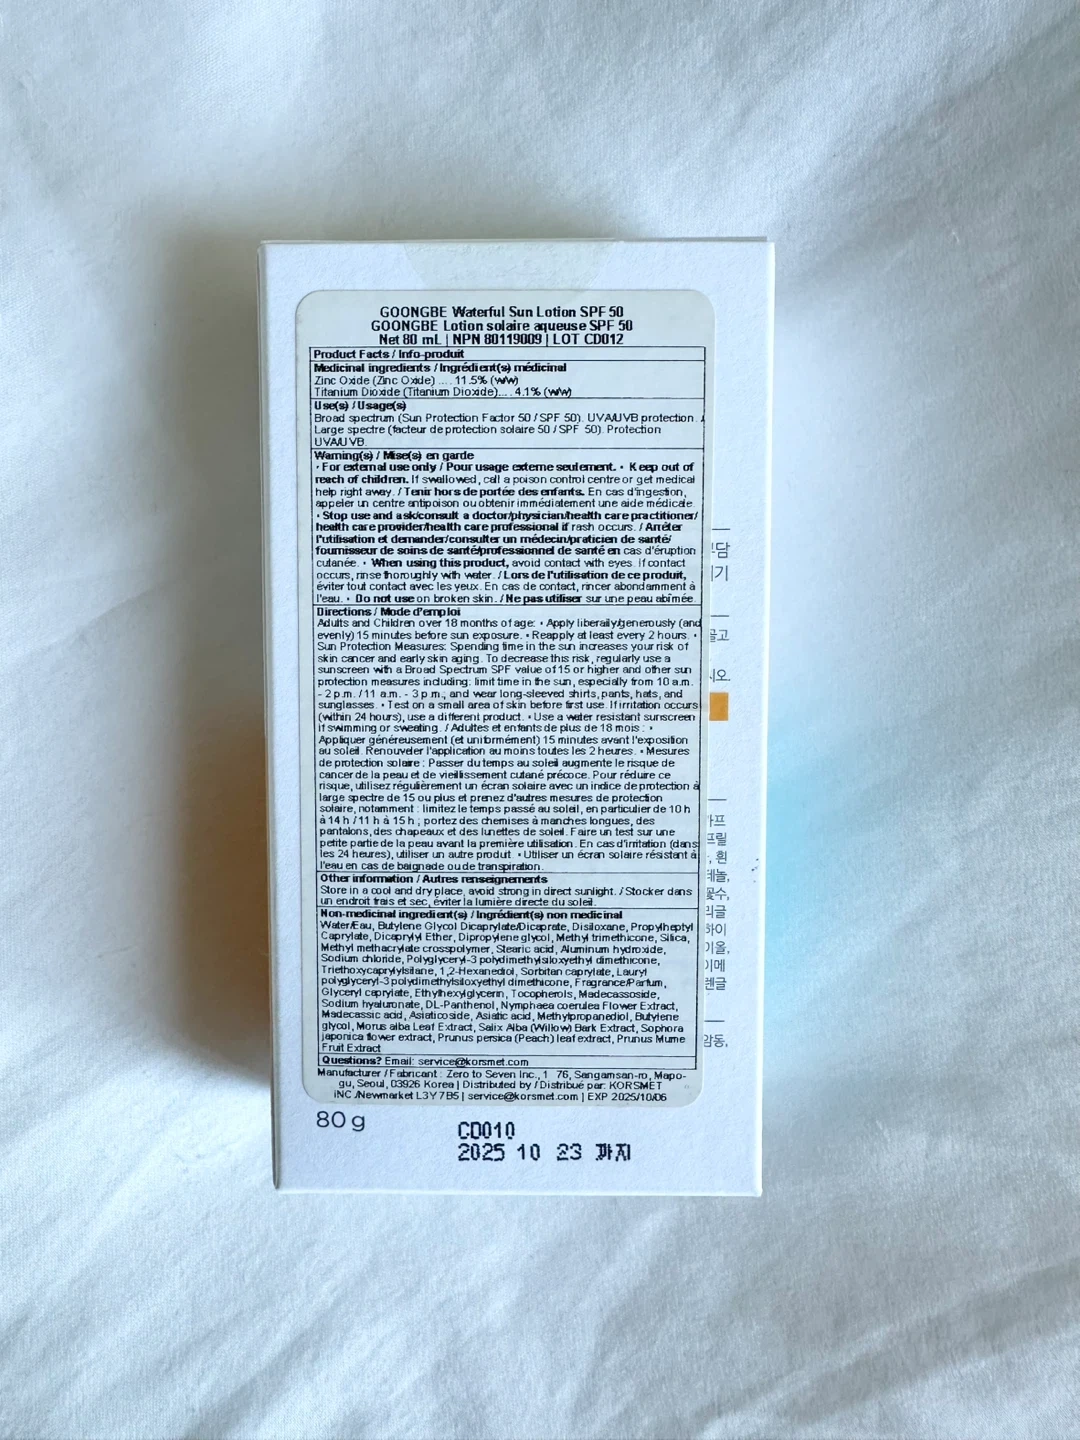 GOONGBE Waterful Sun Lotion SPF 50
GOONGBE Lotion solaire aqueuse SPF 50
Net 80 mL | NPN 80119009 | LOT CD012
Product Facts / Info-produit
Medicinal ingredients / Ingrédient(s) médicinal
Zinc Oxide (Zinc Oxide) .... 11.5% (w/w)
Titanium Dioxide (Titanium Dioxide).... 4.1% (w/w)
Use(s) / Usage(s)
Broad spectrum (Sun Protection Factor 50 / SPF 50). UVA/UVB protection. /
Large spectre (facteur de protection solaire 50 / SPF 50). Protection
UVA/UVB.
Warning(s) / Mise(s) en garde
• For external use only / Pour usage externe seulement. • Keep out of
reach of children. If swallowed, call a poison control centre or get medical
help right away. / Tenir hors de portée des enfants. En cas d'ingestion,
appeler un centre antipoison ou obtenir immédiatement une aide médicale.
• Stop use and ask/consult a doctor/physician/health care practitioner/
health care provider/health care professional if rash occurs. / Arrêter
l'utilisation et demander/consulter un médecin/praticien de santé/
fournisseur de soins de santé/professionnel de santé en cas d'éruption
cutanée. • When using this product, avoid contact with eyes. If contact
occurs, rinse thoroughly with water. / Lors de l'utilisation de ce produit,
éviter tout contact avec les yeux. En cas de contact, rincer abondamment à
l'eau. • Do not use on broken skin. / Ne pas utiliser sur une peau abîmée.
Directions / Mode d'emploi
Adults and Children over 18 months of age: • Apply liberally/generously (and
evenly) 15 minutes before sun exposure. • Reapply at least every 2 hours. •
Sun Protection Measures: Spending time in the sun increases your risk of
skin cancer and early skin aging. To decrease this risk, regularly use a
sunscreen with a Broad Spectrum SPF value of 15 or higher and other sun
protection measures including: limit time in the sun, especially from 10 a.m.
- 2 p.m. / 11 a.m. - 3 p.m.; and wear long-sleeved shirts, pants, hats, and
sunglasses. • Test on a small area of skin before first use. If irritation occurs
(within 24 hours), use a different product. • Use a water resistant sunscreen
if swimming or sweating. / Adultes et enfants de plus de 18 mois : •
Appliquer généreusement (et uniformément) 15 minutes avant l'exposition
au soleil. Renouveler l'application au moins toutes les 2 heures. • Mesures
de protection solaire : Passer du temps au soleil augmente le risque de
cancer de la peau et de vieillissement cutané précoce. Pour réduire ce
risque, utilisez régulièrement un écran solaire avec un indice de protection à
large spectre de 15 ou plus et prenez d'autres mesures de protection
solaire, notamment : limitez le temps passé au soleil, en particulier de 10 h
à 14 h / 11 h à 15 h ; portez des chemises à manches longues, des
pantalons, des chapeaux et des lunettes de soleil. Faire un test sur une
petite partie de la peau avant la première utilisation. En cas d'irritation (dans
les 24 heures), utiliser un autre produit. • Utiliser un écran solaire résistant à
l'eau en cas de baignade ou de transpiration.
Other information / Autres renseignements
Store in a cool and dry place, avoid strong in direct sunlight. / Stocker dans
un endroit frais et sec, éviter la lumière directe du soleil.
Non-medicinal ingredient(s) / Ingrédient(s) non medicinal
Water/Eau, Butylene Glycol Dicaprylate/Dicaprate, Disiloxane, Propylheptyl
Caprylate, Dicaprylyl Ether, Dipropylene glycol, Methyl trimethicone, Silica,
Methyl methacrylate crosspolymer, Stearic acid, Aluminum hydroxide,
Sodium chloride, Polyglyceryl-3 polydimethylsiloxyethyl dimethicone,
Triethoxycaprylylsilane, 1,2-Hexanediol, Sorbitan caprylate, Lauryl
polyglyceryl-3 polydimethylsiloxyethyl dimethicone, Fragrance/Parfum,
Glyceryl caprylate, Ethylhexylglycerin, Tocopherols, Madecassoside,
Sodium hyaluronate, DL-Panthenol, Nymphaea coerulea Flower Extract,
Madecassic acid, Asiaticoside, Asiatic acid, Methylpropanediol, Butylene
glycol, Morus alba Leaf Extract, Salix Alba (Willow) Bark Extract, Sophora
japonica flower extract, Prunus persica (Peach) leaf extract, Prunus Mume
Fruit Extract
Questions? Email: service@korsmet.com
Manufacturer / Fabricant : Zero to Seven Inc., 1 76, Sangamsan-ro, Mapo-
gu, Seoul, 03926 Korea | Distributed by / Distribué par: KORSMET
INC./Newmarket L3Y 7B5 | service@korsmet.com | EXP 2025/10/06
80 g
CD010
2025 10 23 까지